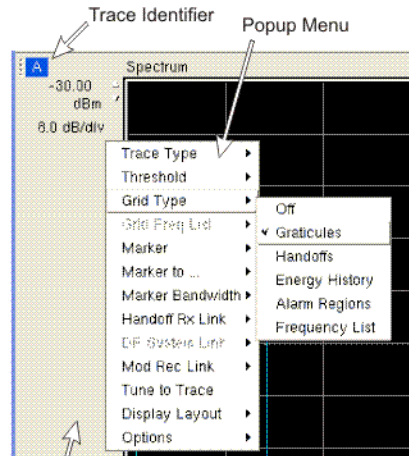 Trace Identifier
Popup Menu
A
Spectrum
-30.00
dBm
6.0 dB/div
Trace Type
Threshold
Grid Type
Grid Freq List
Marker
Marker to ...
Marker Bandwidth
Handoff Rx Link
DF System Link
Mod Rec Link
Tune to Trace
Display Layout
Options
Off
Graticules
Handoffs
Energy History
Alarm Regions
Frequency List